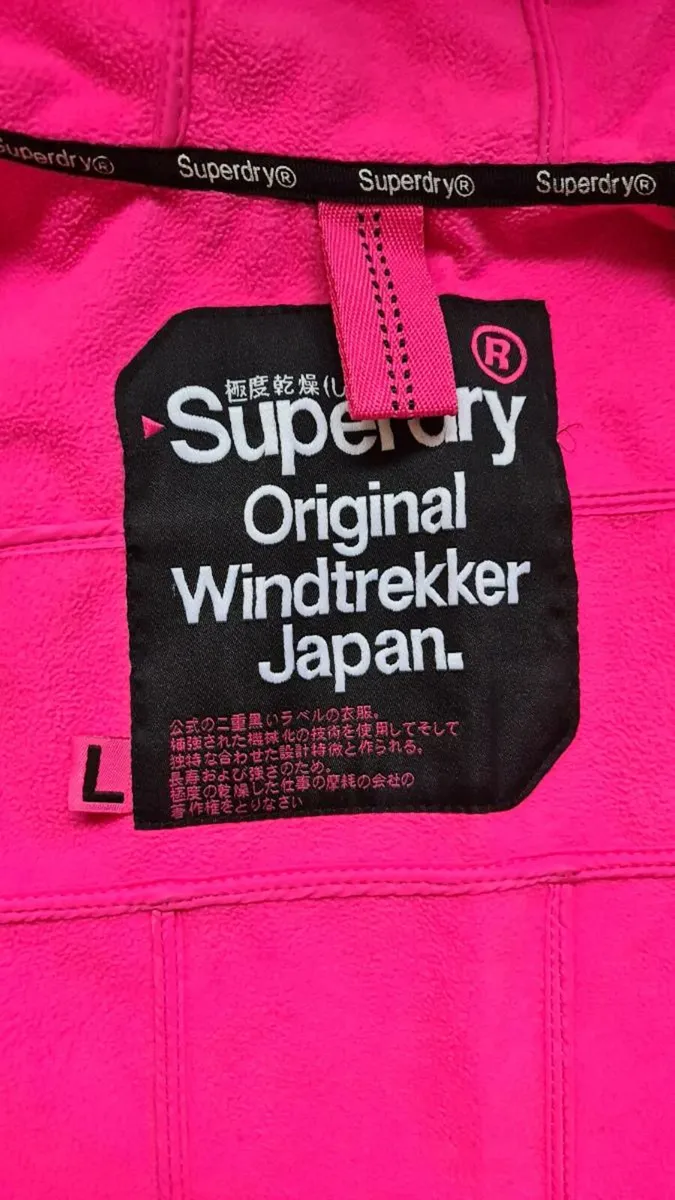 Superdry® Superdry® Superdry® Superdry®
®
極度乾燥(し
Superdry
Original
Windtrekker
Japan.
公式の二重黒いラベルの衣服。
補強された機械化の技術を使用してそして
独特な合わせた設計特徴と作られる。
長寿および強さのため。
極度の乾燥した仕事の摩耗の会社の
著作権をとりなさい
L